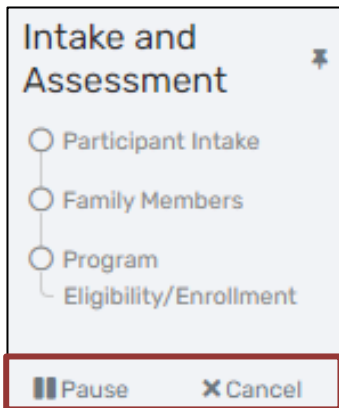 Intake and
Assessment
Participant Intake
Family Members
Program
Eligibility/Enrollment
Pause Cancel